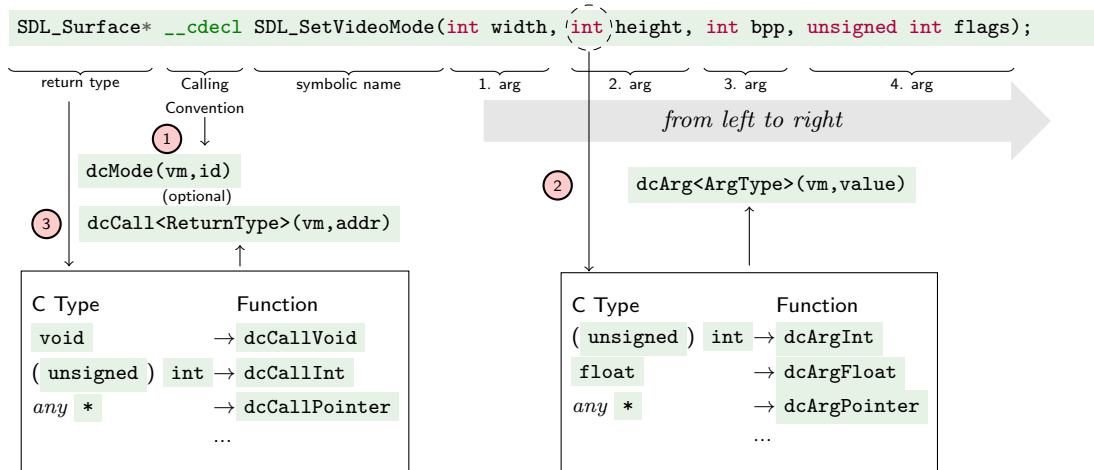 SDL_Surface* __cdecl SDL_SetVideoMode(int width, int height, int bpp, unsigned int flags);
return type Calling Convention symbolic name 1. arg 2. arg 3. arg 4. arg
from left to right
1
dcMode(vm,id)
(optional)
3
dcCall<ReturnType>(vm,addr)
2
dcArg<ArgType>(vm,value)
C Type Function
void → dcCallVoid
(unsigned) int → dcCallInt
any * → dcCallPointer
...
C Type Function
(unsigned) int → dcArgInt
float → dcArgFloat
any * → dcArgPointer
...